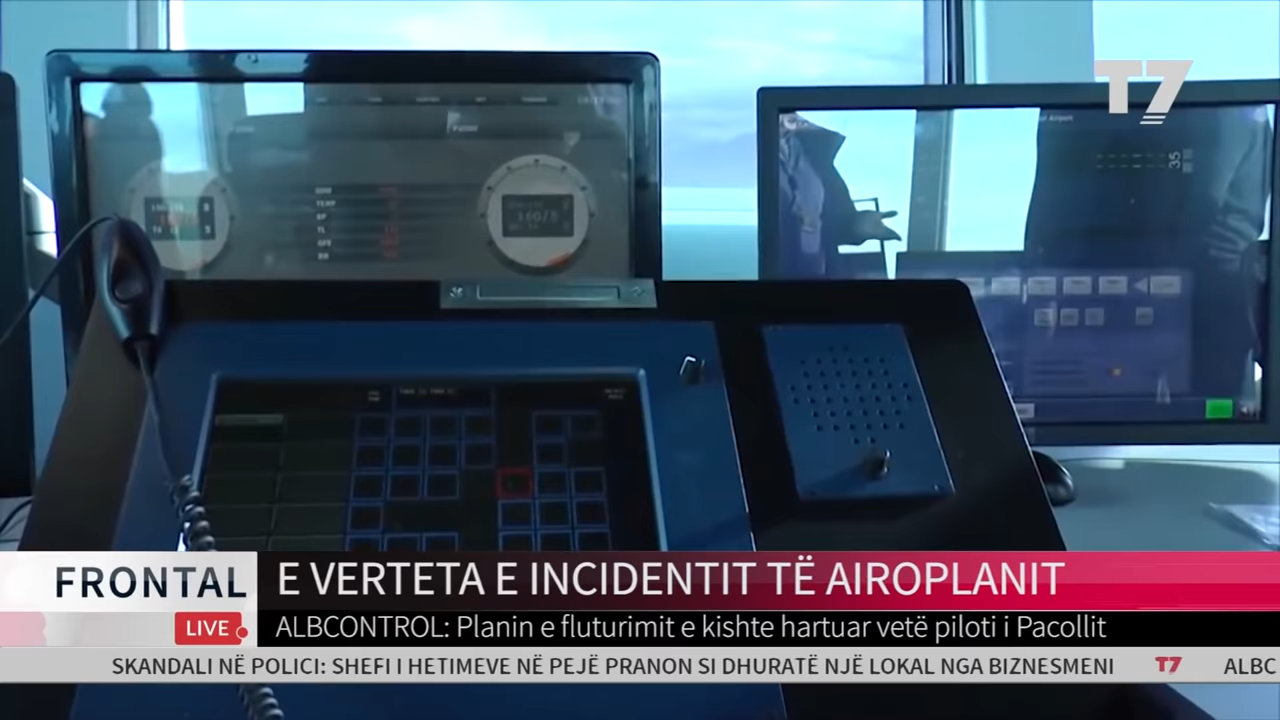 T7
35
FRONTAL
E VERTETA E INCIDENTIT TË AIROPLANIT
LIVE
ALBCONTROL: Planin e fluturimit e kishte hartuar vetë piloti i Pacollit
SKANDALI NË POLICI: SHEFI I HETIMEVE NË PEJË PRANON SI DHURATË NJË LOKAL NGA BIZNESMENI T7 ALBC